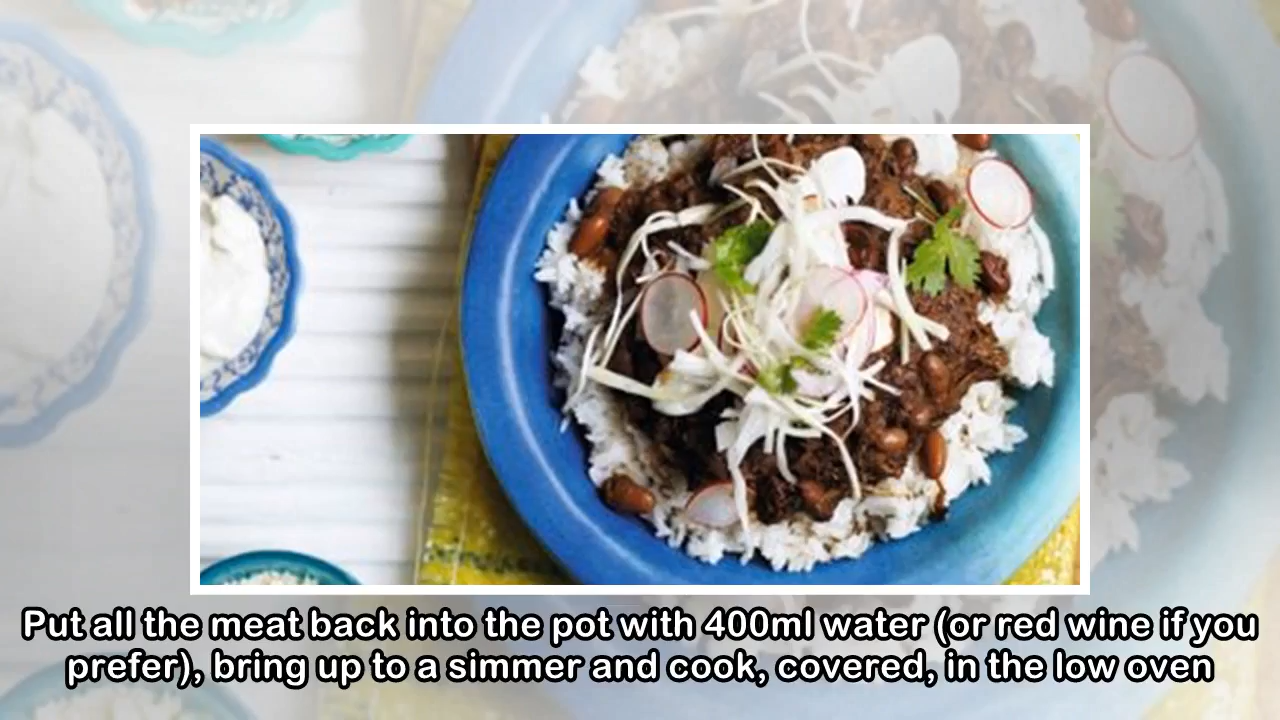 Put all the meat back into the pot with 400ml water (or red wine if you
prefer), bring up to a simmer and cook, covered, in the low oven